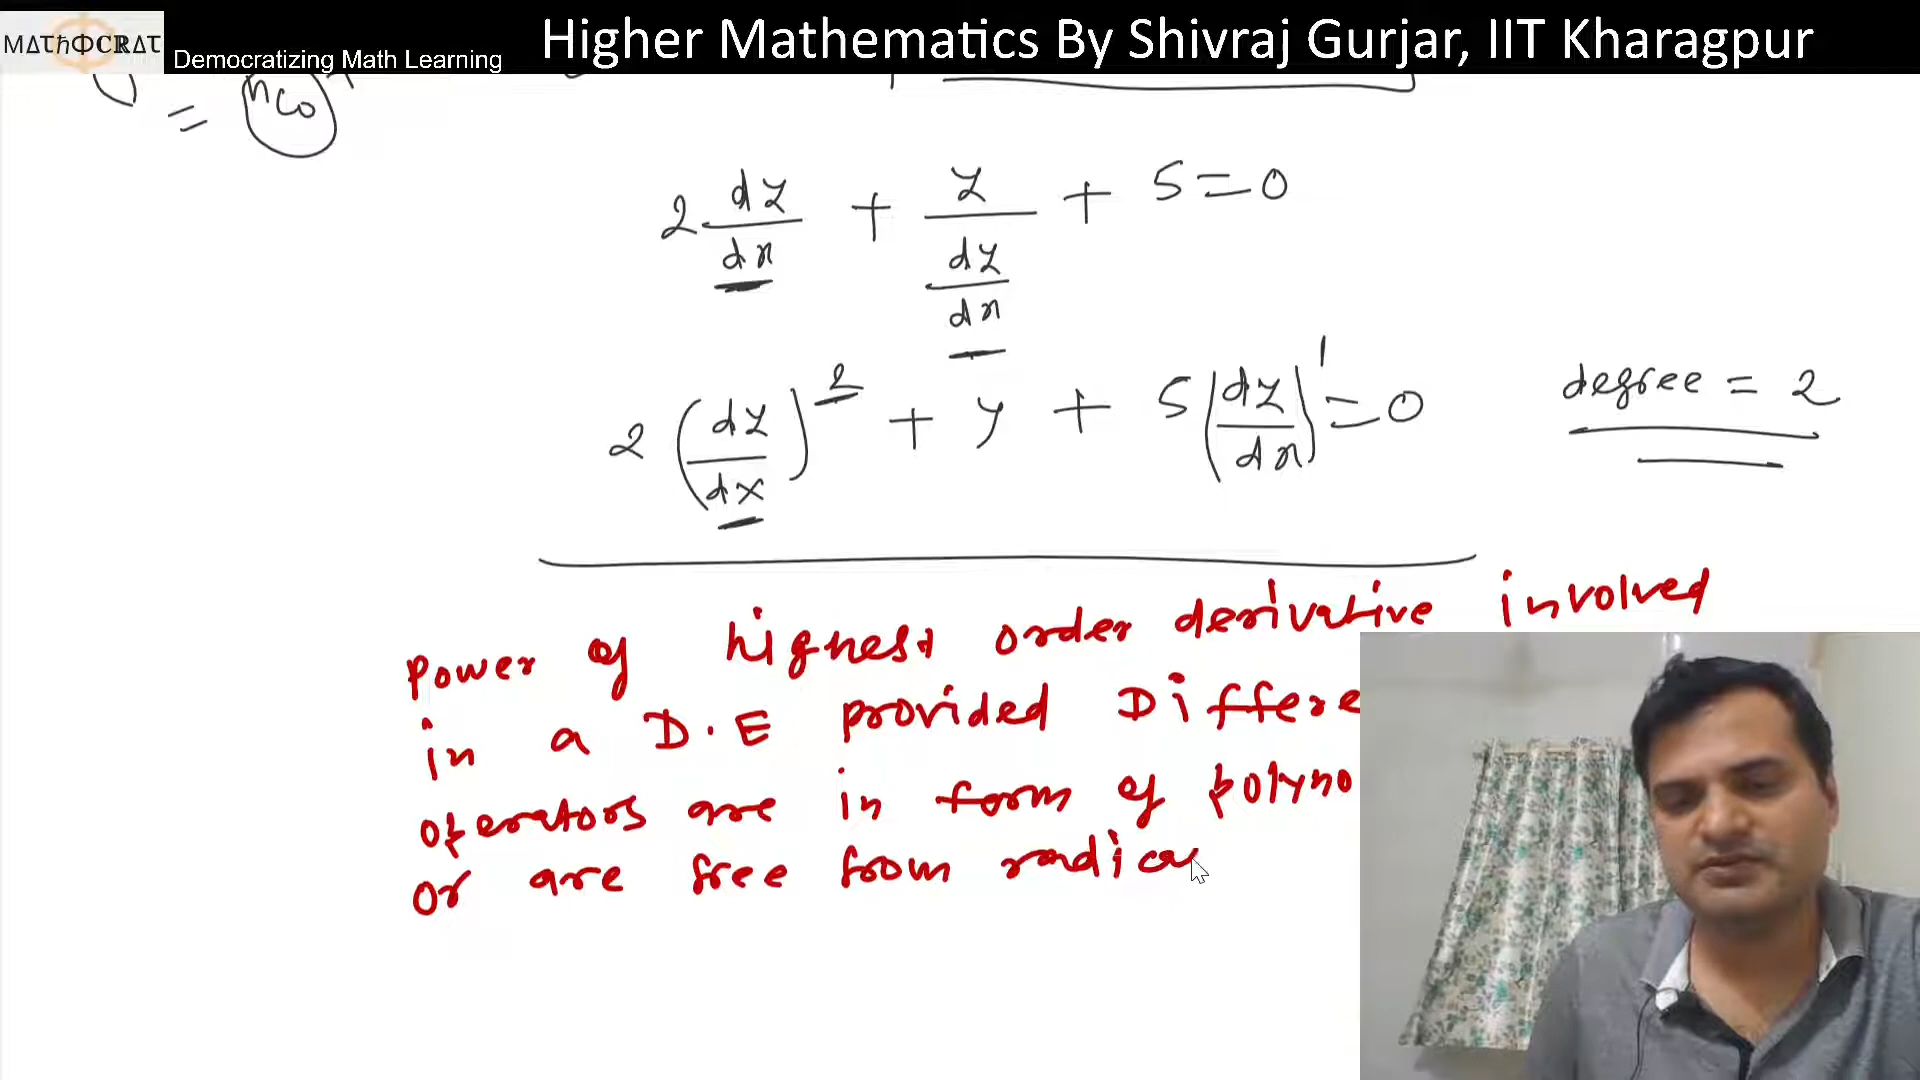 MΔτhΦCRΔT
Democratizing Math Learning
Higher Mathematics By Shivraj Gurjar, IIT Kharagpur
= nC0
2 dy/dx + y/(dy/dx) + 5 = 0
2 (dy/dx)^2 + y + 5 (dy/dx)^1 = 0
degree = 2
Power of highest order derivative involved
in a D.E provided Differe
operators are in form of polyno
or are free from radica